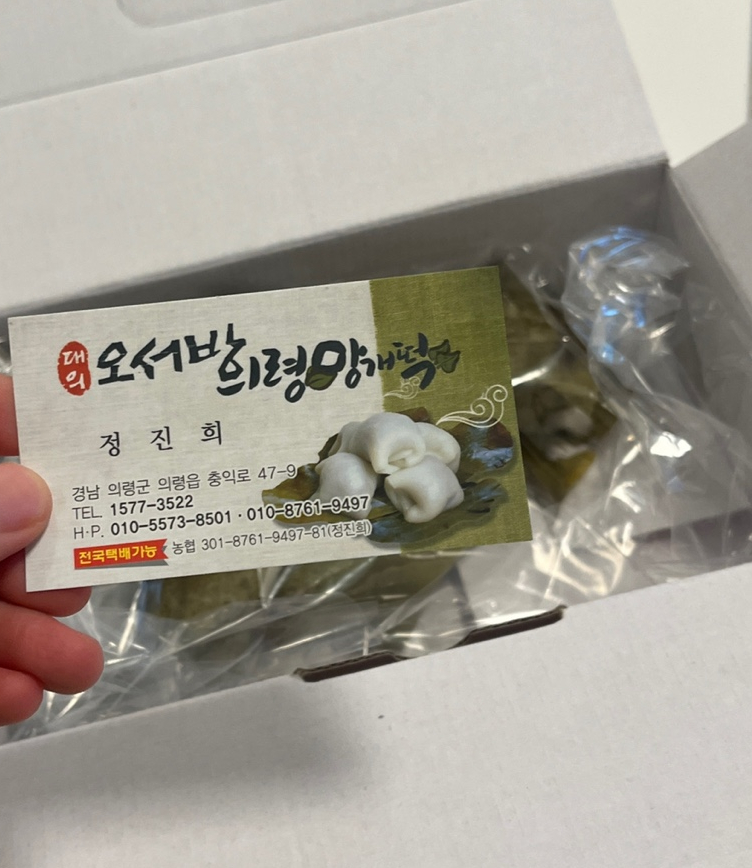 대의 오서방 의령망개떡
정 진 희
경남 의령군 의령읍 충익로 47-9
TEL. 1577-3522
H·P. 010-5573-8501 · 010-8761-9497
전국택배가능 농협 301-8761-9497-81(정진희)